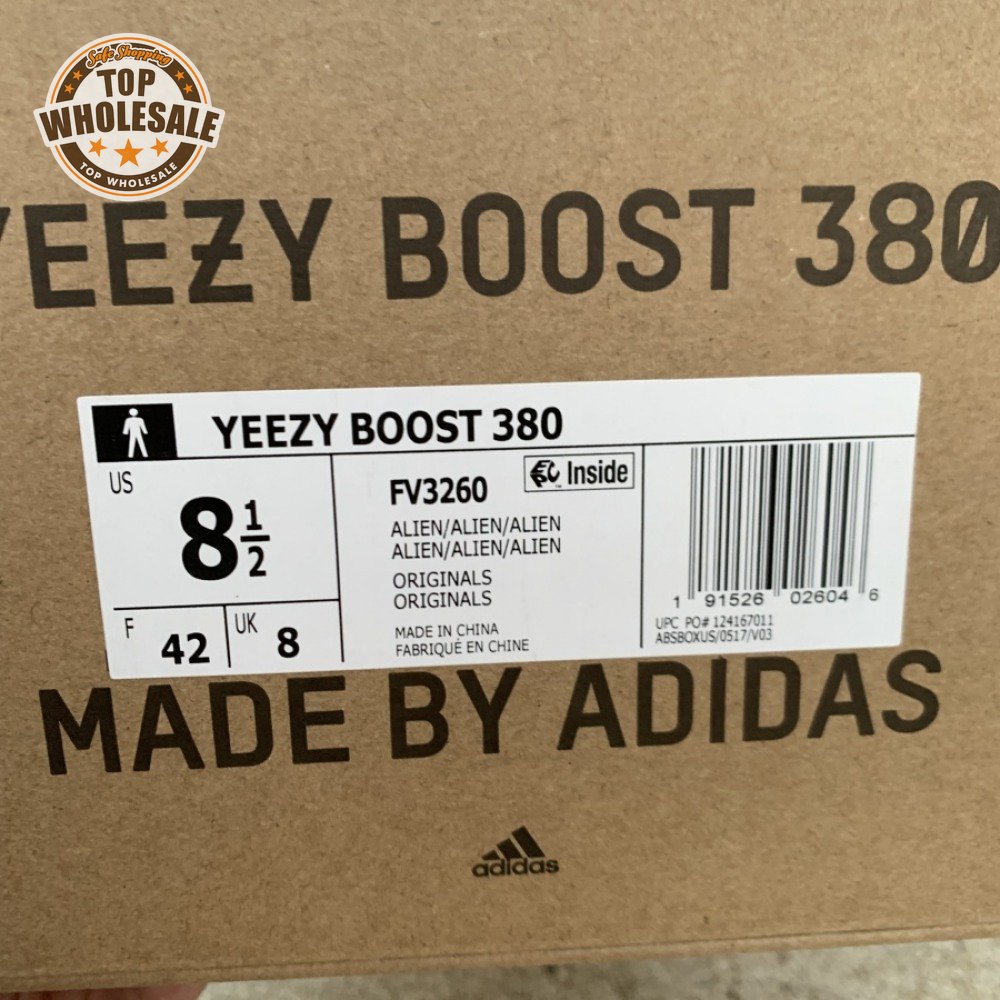 Safe Shopping
TOP
WHOLESALE
TOP WHOLESALE
YEEZY BOOST 380
YEEZY BOOST 380
US
8 1/2
F 42
UK 8
FV3260
Inside
ALIEN/ALIEN/ALIEN
ALIEN/ALIEN/ALIEN
ORIGINALS
ORIGINALS
MADE IN CHINA
FABRIQUÉ EN CHINE
1 91526 02604 6
UPC PO# 124167011
ABSBOXUS/0517/V03
MADE BY ADIDAS
adidas